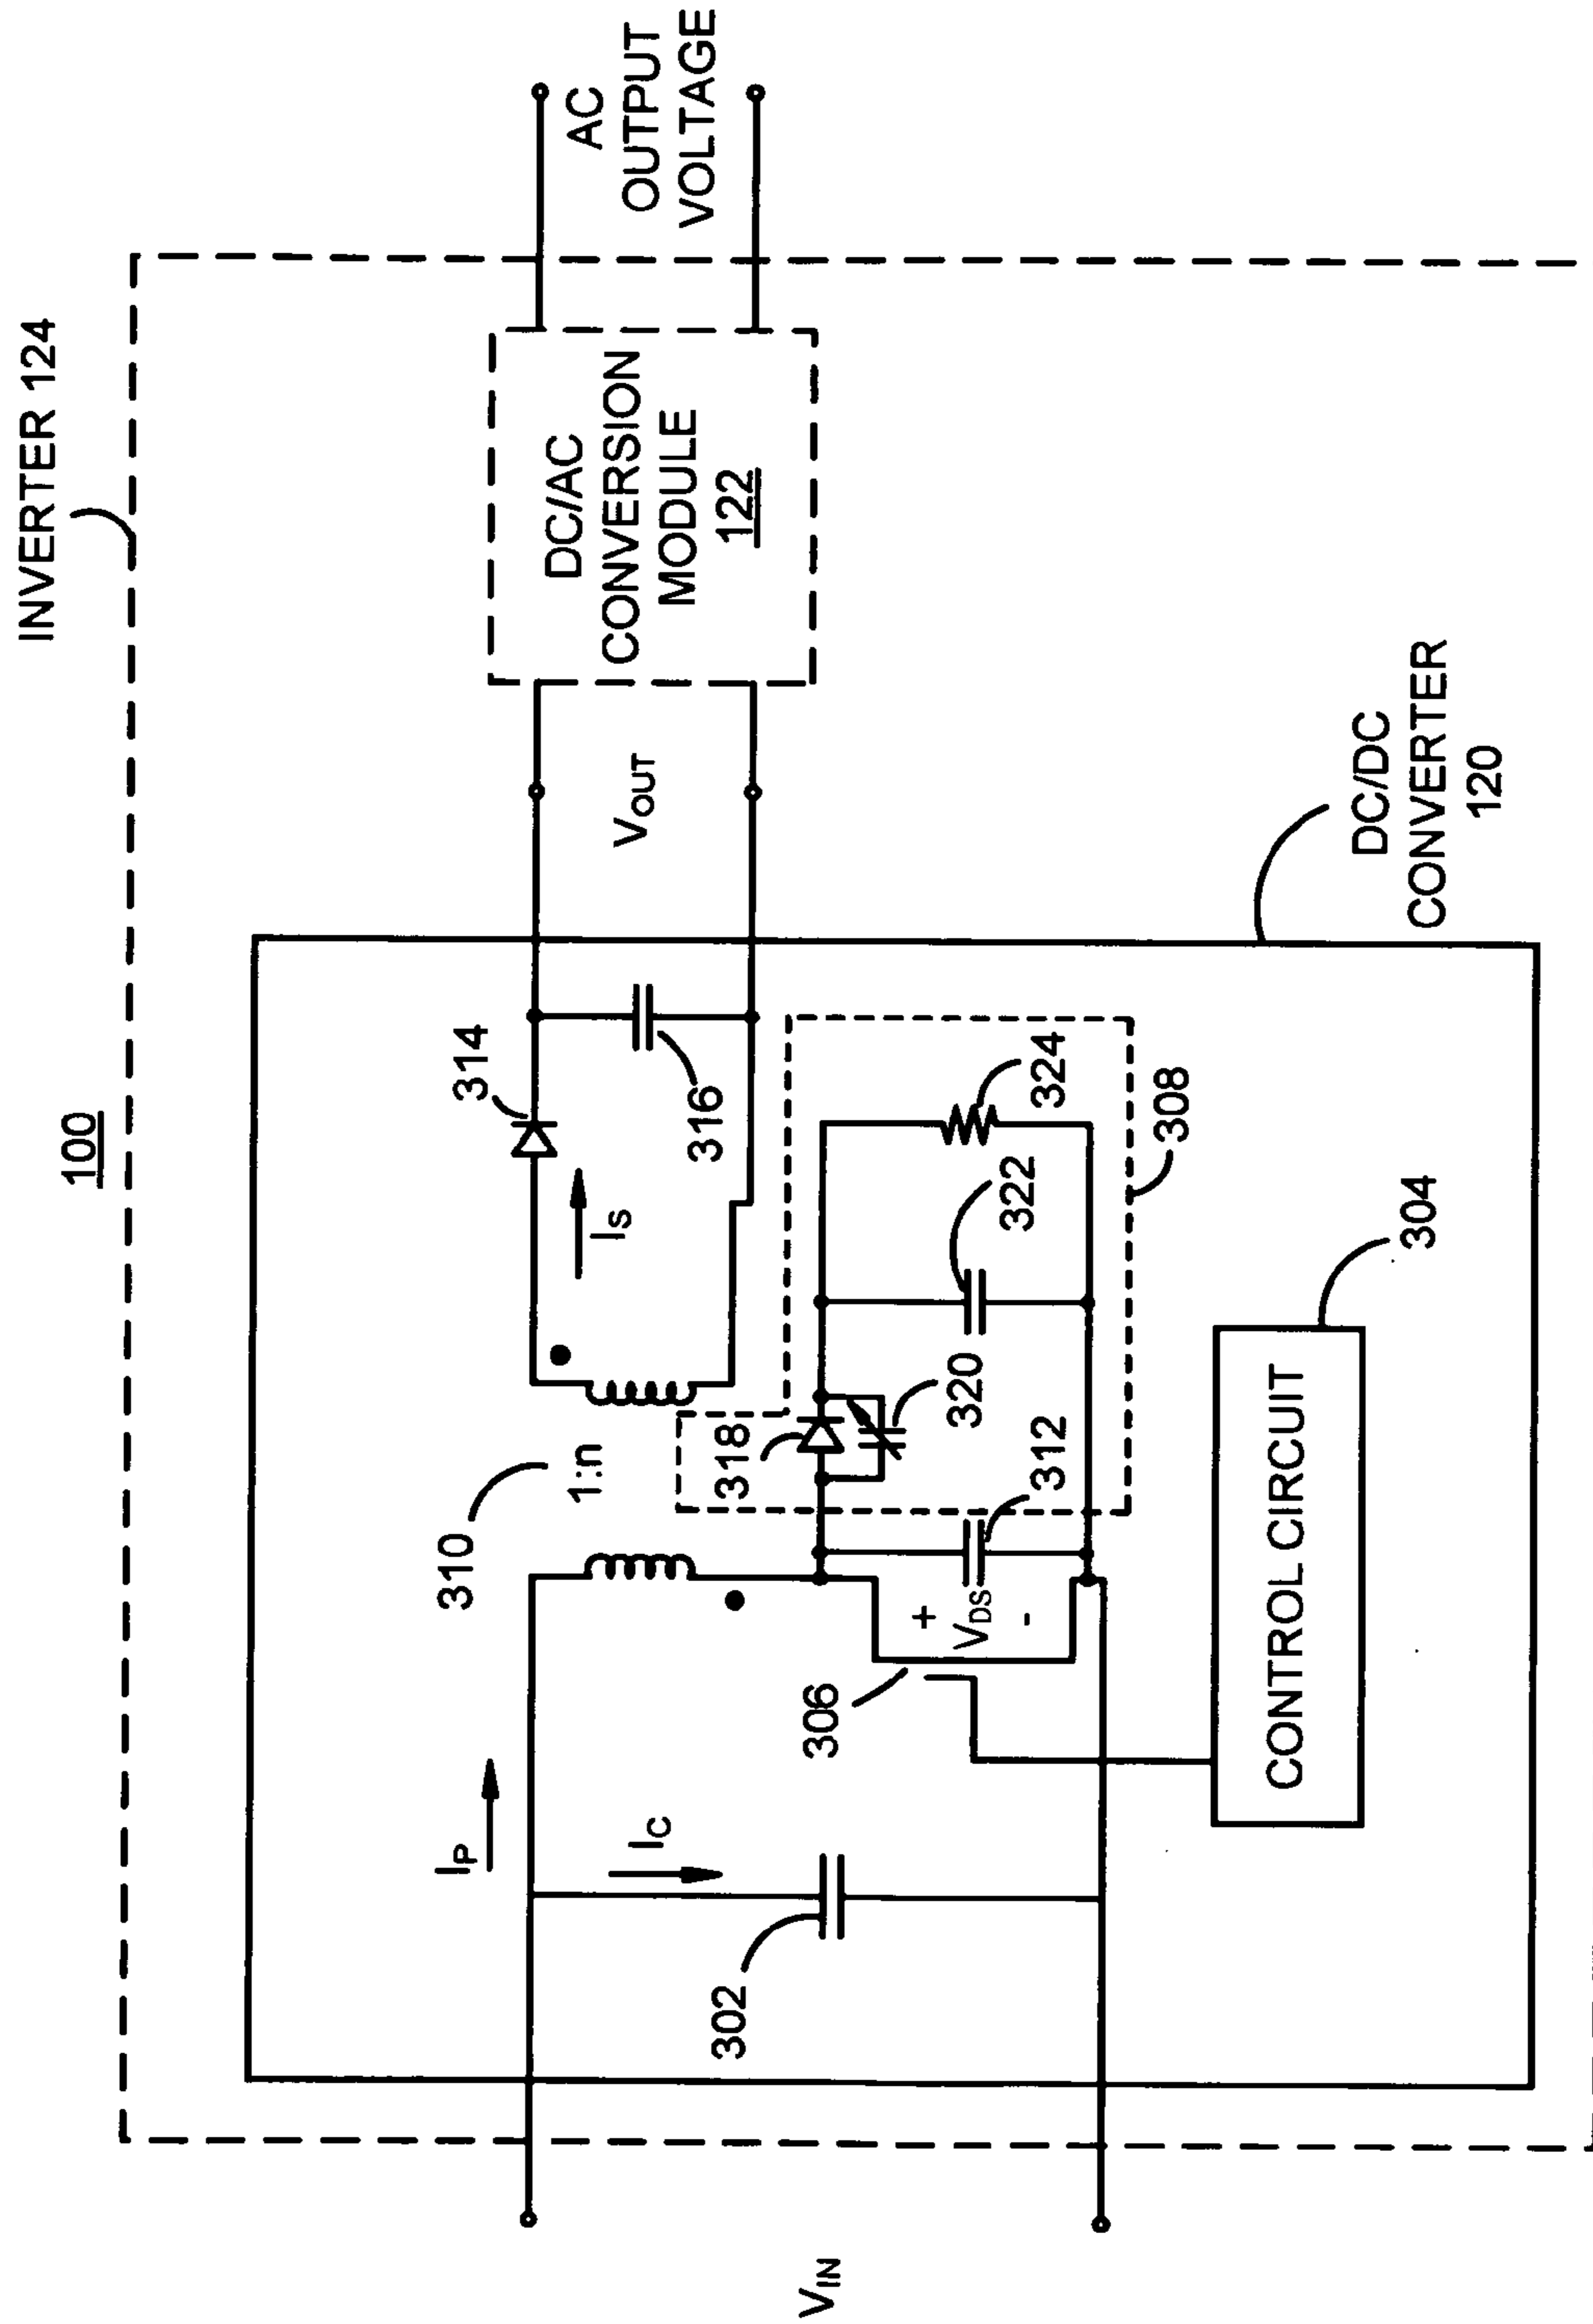 100
INVERTER 124
VIN
IP
IC
302
310
1:n
IS
314
316
VOUT
DC/AC
CONVERSION
MODULE
122
AC
OUTPUT
VOLTAGE
306
+
VDS
-
312
318
320
322
324
308
CONTROL CIRCUIT
304
DC/DC
CONVERTER
120